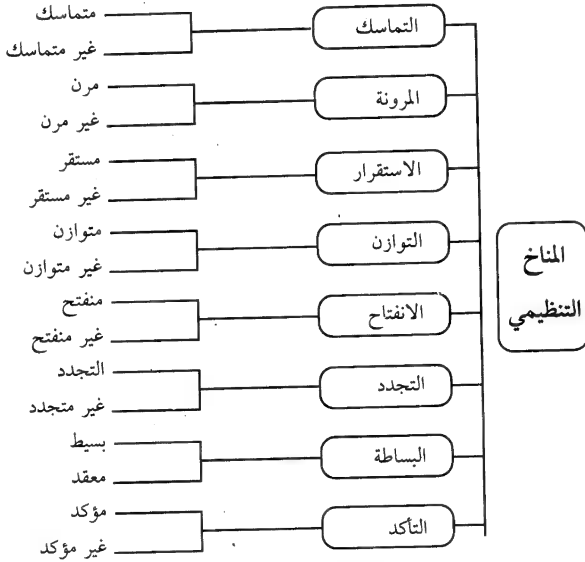 المناخ
التنظيمي
التماسك
متماسك
غير متماسك
المرونة
مرن
غير مرن
الاستقرار
مستقر
غير مستقر
التوازن
متوازن
غير متوازن
الانفتاح
منفتح
غير منفتح
التجدد
التجدد
غير متجدد
البساطة
بسيط
معقد
التأكد
مؤكد
غير مؤكد